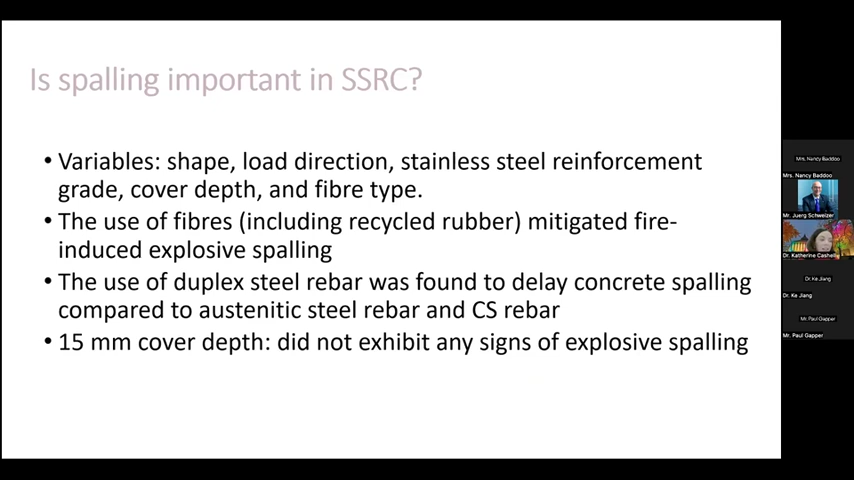 Is spalling important in SSRC?
• Variables: shape, load direction, stainless steel reinforcement
grade, cover depth, and fibre type.
• The use of fibres (including recycled rubber) mitigated fire-
induced explosive spalling
• The use of duplex steel rebar was found to delay concrete spalling
compared to austenitic steel rebar and CS rebar
• 15 mm cover depth: did not exhibit any signs of explosive spalling
Mrs. Nancy Baddoo
Mrs. Nancy Baddoo
Mr. Juerg Schweizer
Dr. Katherine Cashell
Dr. Ke Jiang
Dr. Ke Jiang
Mr. Paul Gapper
Mr. Paul Gapper